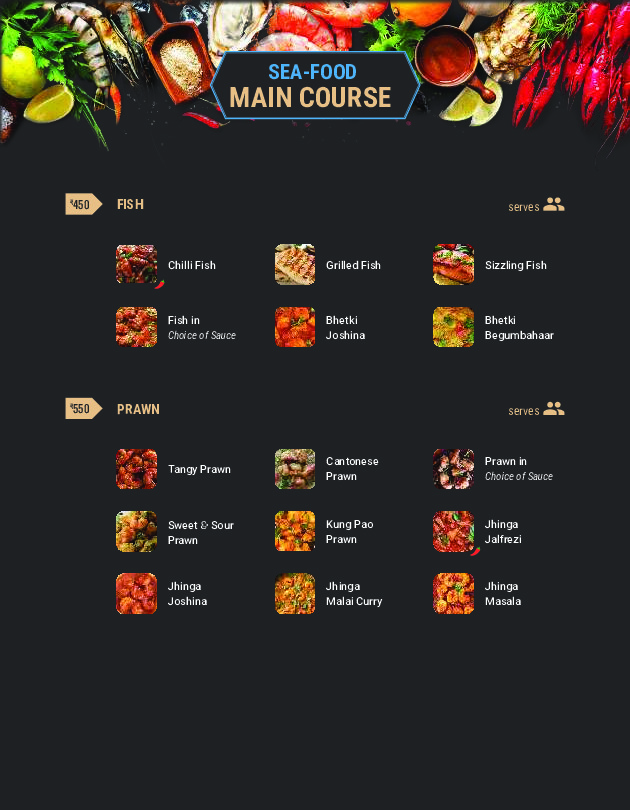 SEA-FOOD
MAIN COURSE
₹450
FISH
serves
Chilli Fish
Grilled Fish
Sizzling Fish
Fish in
Choice of Sauce
Bhetki
Joshina
Bhetki
Begumbahaar
₹550
PRAWN
serves
Tangy Prawn
Cantonese
Prawn
Prawn in
Choice of Sauce
Sweet & Sour
Prawn
Kung Pao
Prawn
Jhinga
Jalfrezi
Jhinga
Joshina
Jhinga
Malai Curry
Jhinga
Masala